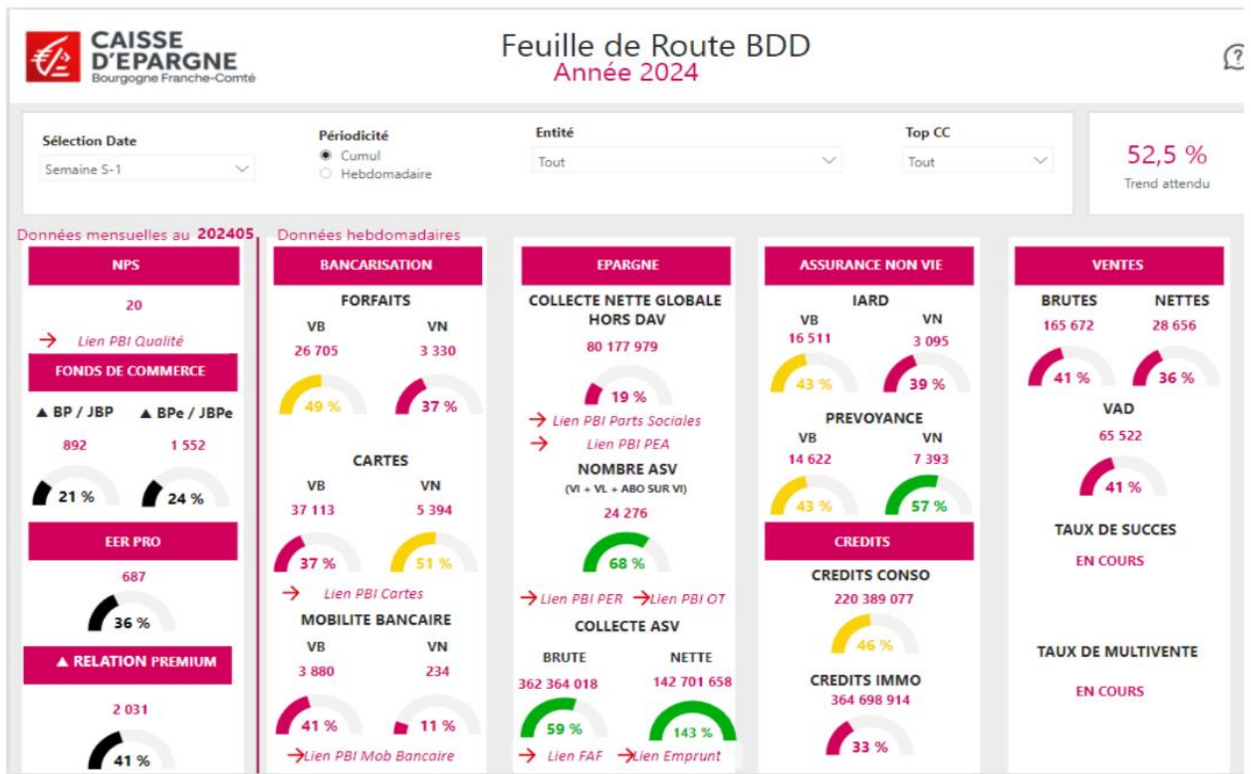 CAISSE
D'EPARGNE
Bourgogne Franche-Comté
Feuille de Route BDD
Année 2024
?
Sélection Date
Semaine S-1
Périodicité
Cumul
Hebdomadaire
Entité
Tout
Top CC
Tout
52,5 %
Trend attendu
Données mensuelles au 202405
NPS
20
→ Lien PBI Qualité
FONDS DE COMMERCE
▲ BP / JBP ▲ BPe / JBPe
892 1 552
21 % 24 %
EER PRO
687
36 %
▲ RELATION PREMIUM
2 031
41 %
Données hebdomadaires
BANCARISATION
FORFAITS
VB VN
26 705 3 330
49 % 37 %
CARTES
VB VN
37 113 5 394
37 % 51 %
→ Lien PBI Cartes
MOBILITE BANCAIRE
VB VN
3 880 234
41 % 11 %
→Lien PBI Mob Bancaire
EPARGNE
COLLECTE NETTE GLOBALE
HORS DAV
80 177 979
19 %
→ Lien PBI Parts Sociales
→ Lien PBI PEA
NOMBRE ASV
(VI + VL + ABO SUR VI)
24 276
68 %
→Lien PBI PER →Lien PBI OT
COLLECTE ASV
BRUTE NETTE
362 364 018 142 701 658
59 % 143 %
→ Lien FAF →Lien Emprunt
ASSURANCE NON VIE
IARD
VB VN
16 511 3 095
43 % 39 %
PREVOYANCE
VB VN
14 622 7 393
43 % 57 %
CREDITS
CREDITS CONSO
220 389 077
46 %
CREDITS IMMO
364 698 914
33 %
VENTES
BRUTES NETTES
165 672 28 656
41 % 36 %
VAD
65 522
41 %
TAUX DE SUCCES
EN COURS
TAUX DE MULTIVENTE
EN COURS